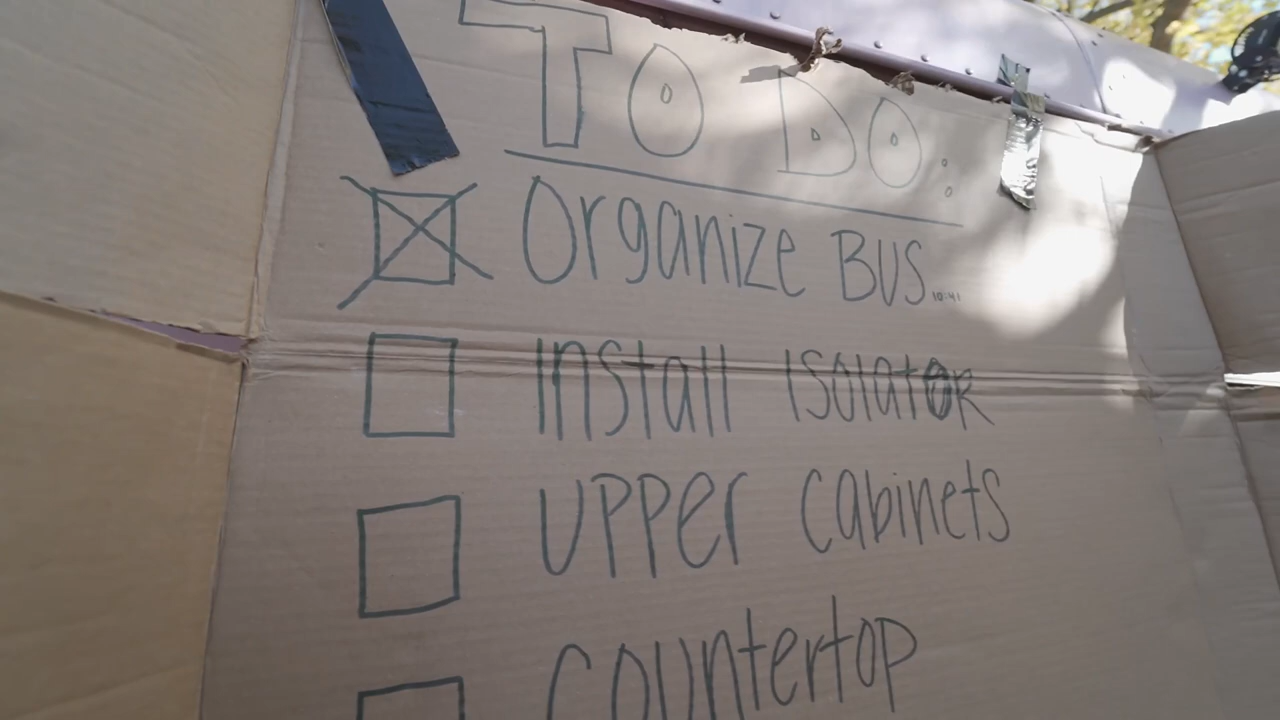 TO DO:
Organize BUS... 10:41
Install Isolator
UPPer cabinets
countertop